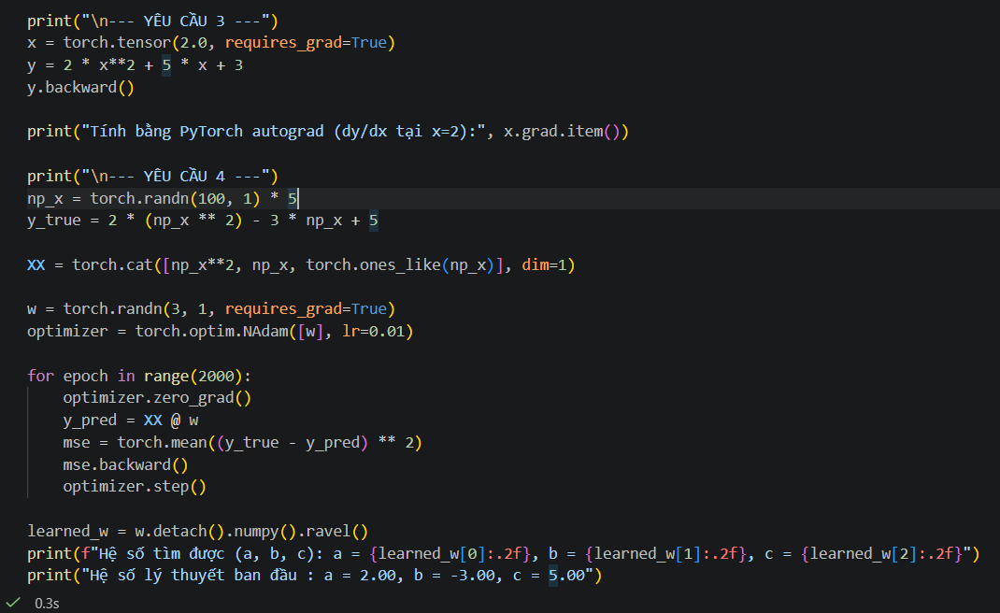 print("\n--- YÊU CẦU 3 ---")
x = torch.tensor(2.0, requires_grad=True)
y = 2 * x**2 + 5 * x + 3
y.backward()
print("Tính bằng PyTorch autograd (dy/dx tại x=2):", x.grad.item())
print("\n--- YÊU CẦU 4 ---")
np_x = torch.randn(100, 1) * 5
y_true = 2 * (np_x ** 2) - 3 * np_x + 5
XX = torch.cat([np_x**2, np_x, torch.ones_like(np_x)], dim=1)
w = torch.randn(3, 1, requires_grad=True)
optimizer = torch.optim.NAdam([w], lr=0.01)
for epoch in range(2000):
    optimizer.zero_grad()
    y_pred = XX @ w
    mse = torch.mean((y_true - y_pred) ** 2)
    mse.backward()
    optimizer.step()
learned_w = w.detach().numpy().ravel()
print(f"Hệ số tìm được (a, b, c): a = {learned_w[0]:.2f}, b = {learned_w[1]:.2f}, c = {learned_w[2]:.2f}")
print("Hệ số lý thuyết ban đầu : a = 2.00, b = -3.00, c = 5.00")
0.3s